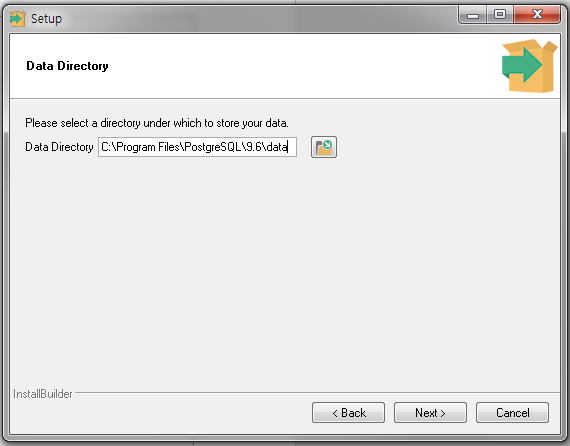 Setup
Data Directory
Please select a directory under which to store your data.
Data Directory C:\Program Files\PostgreSQL\9.6\data
InstallBuilder
< Back Next > Cancel